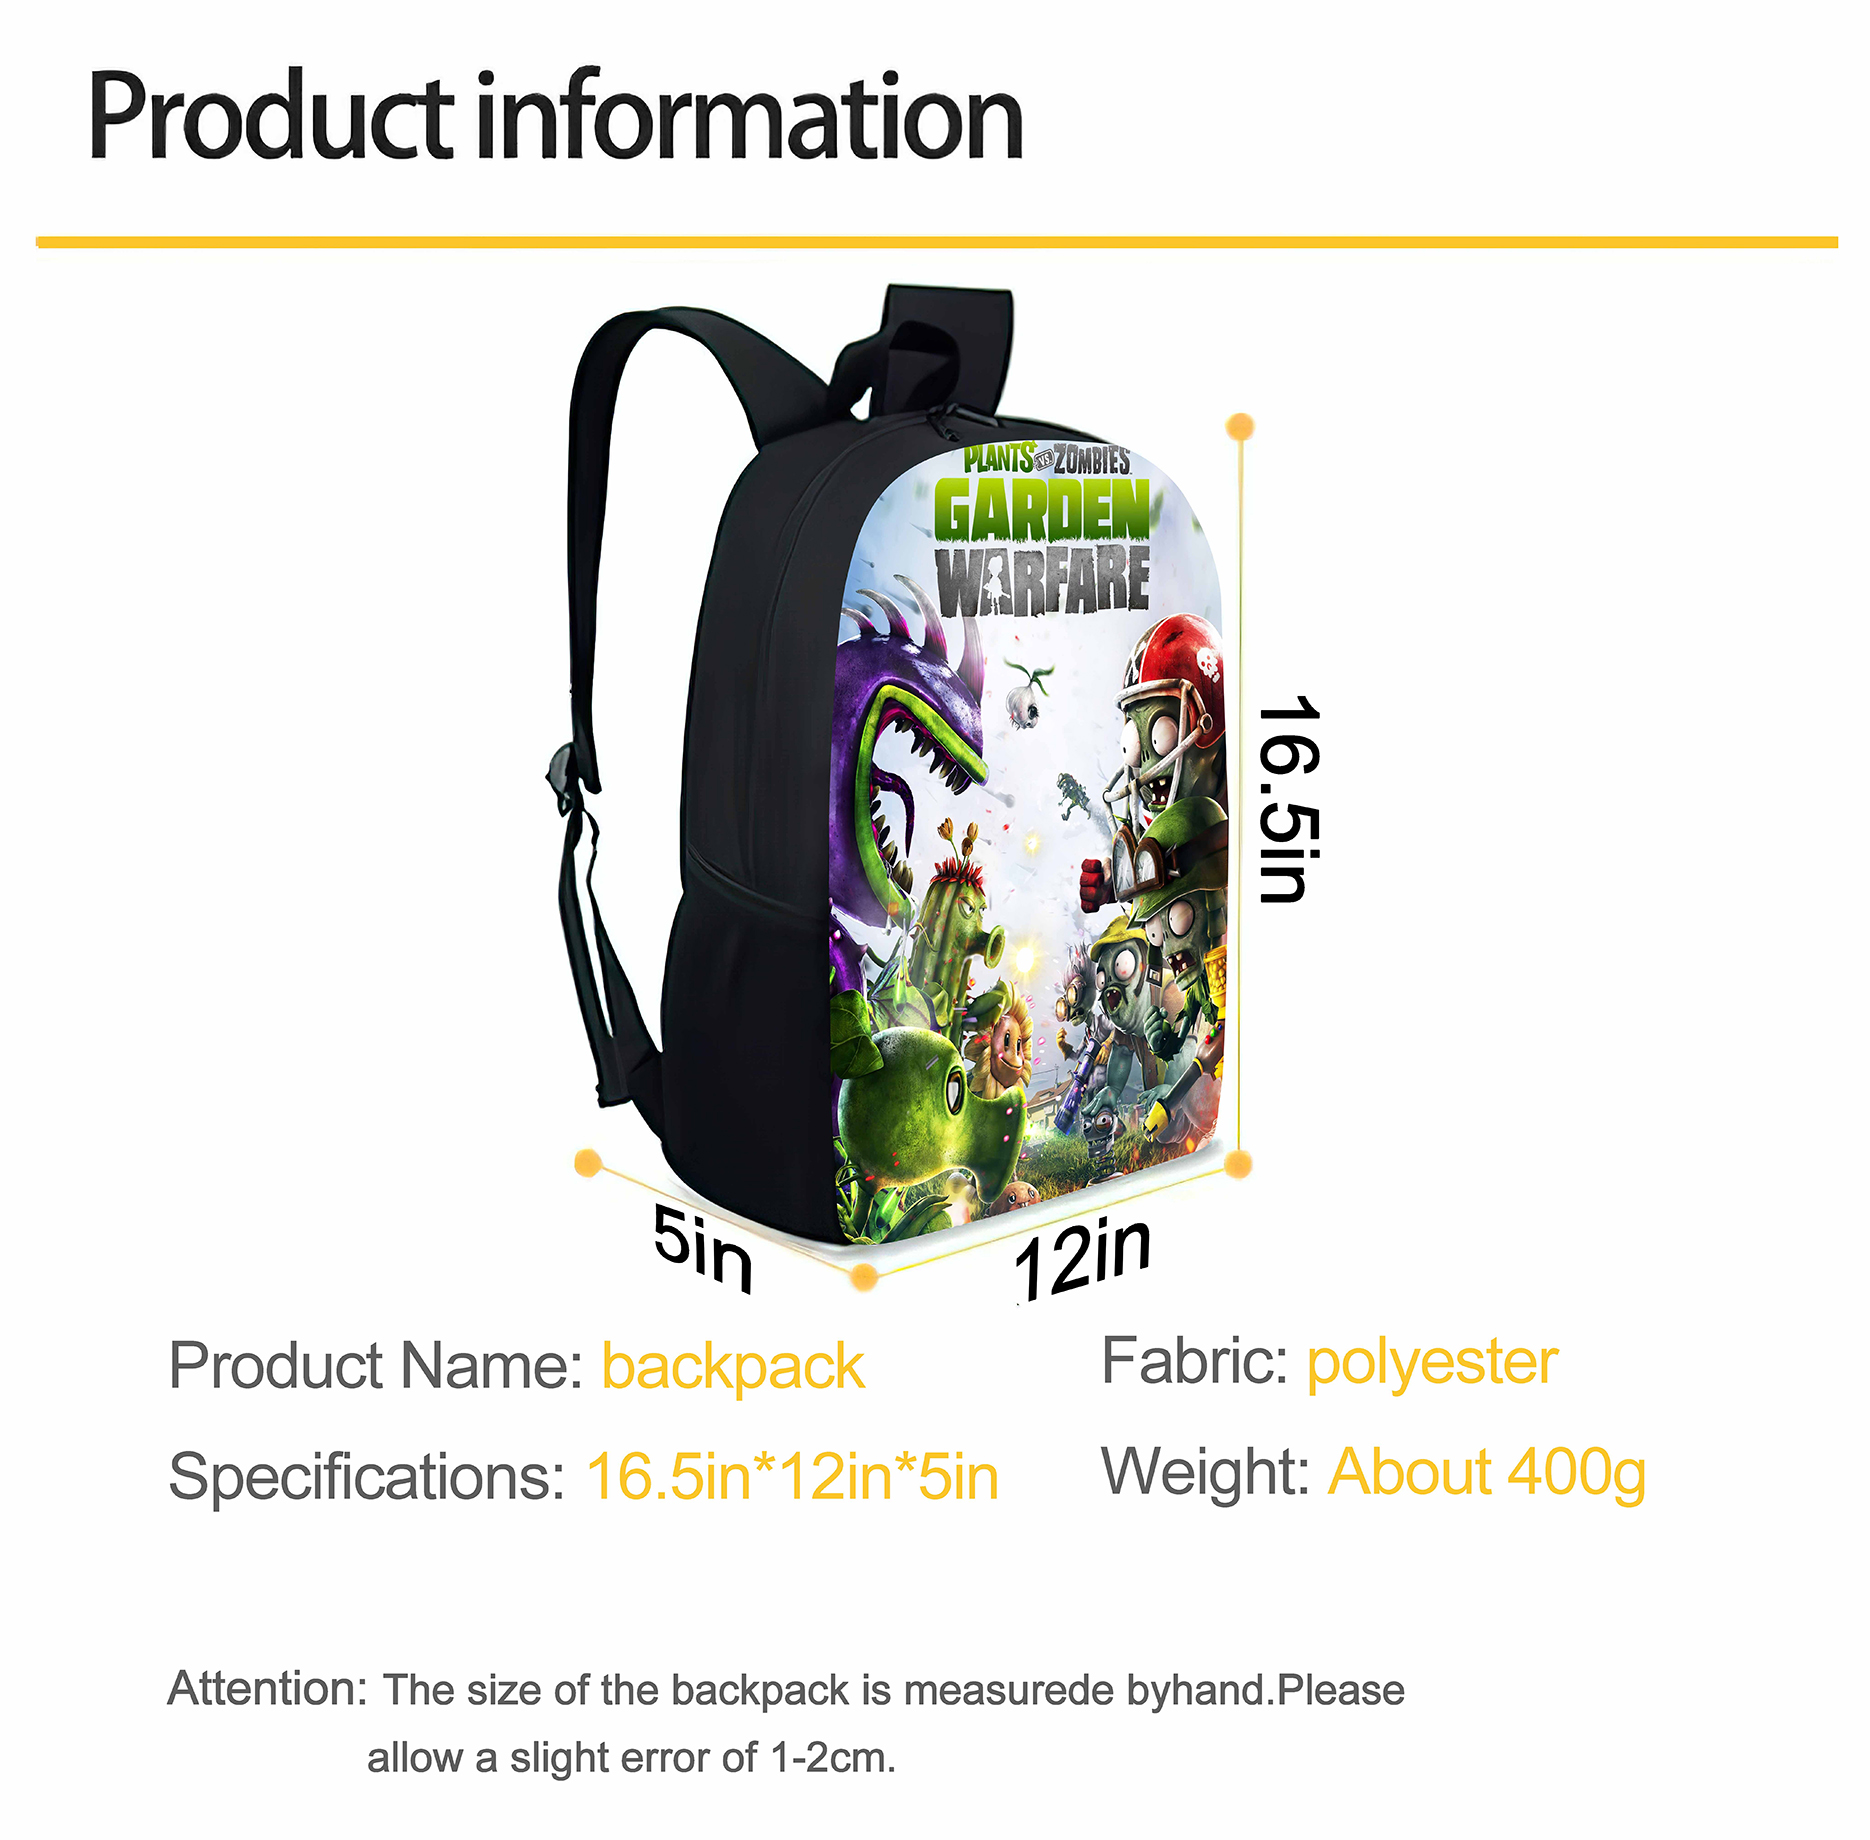 Product information
PLANTS VS ZOMBIES
GARDEN
WARFARE
16.5in
5in
12in
Product Name: backpack
Fabric: polyester
Specifications: 16.5in*12in*5in
Weight: About 400g
Attention: The size of the backpack is measurede byhand.Please
allow a slight error of 1-2cm.